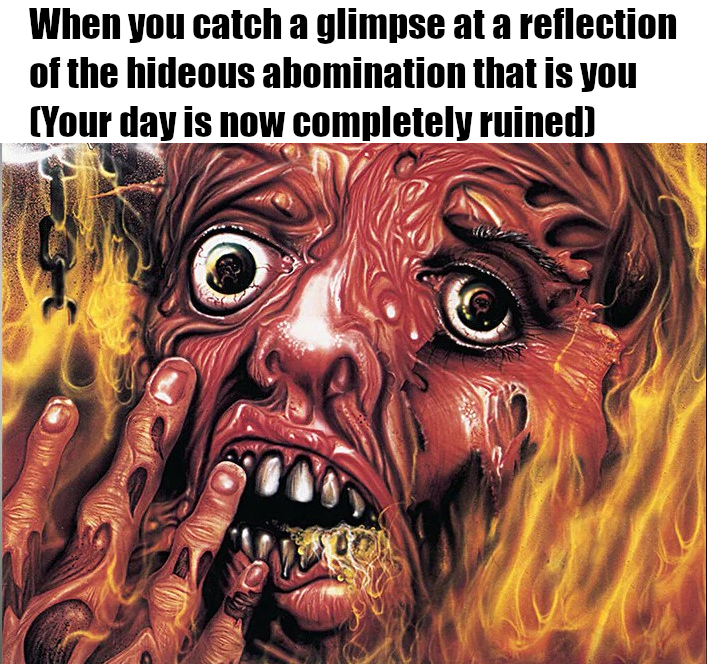 When you catch a glimpse at a reflection
of the hideous abomination that is you
(Your day is now completely ruined)